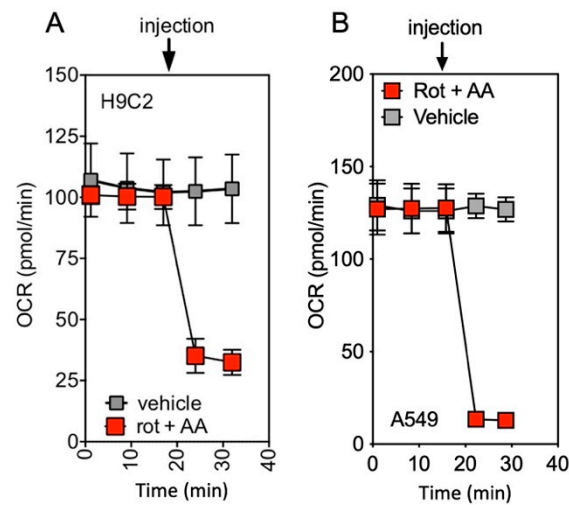 A
injection
150
125
100
75
50
25
0
OCR (pmol/min)
H9C2
vehicle
rot + AA
0
10
20
30
40
Time (min)
B
injection
200
150
100
50
0
OCR (pmol/min)
Rot + AA
Vehicle
A549
0
10
20
30
40
Time (min)